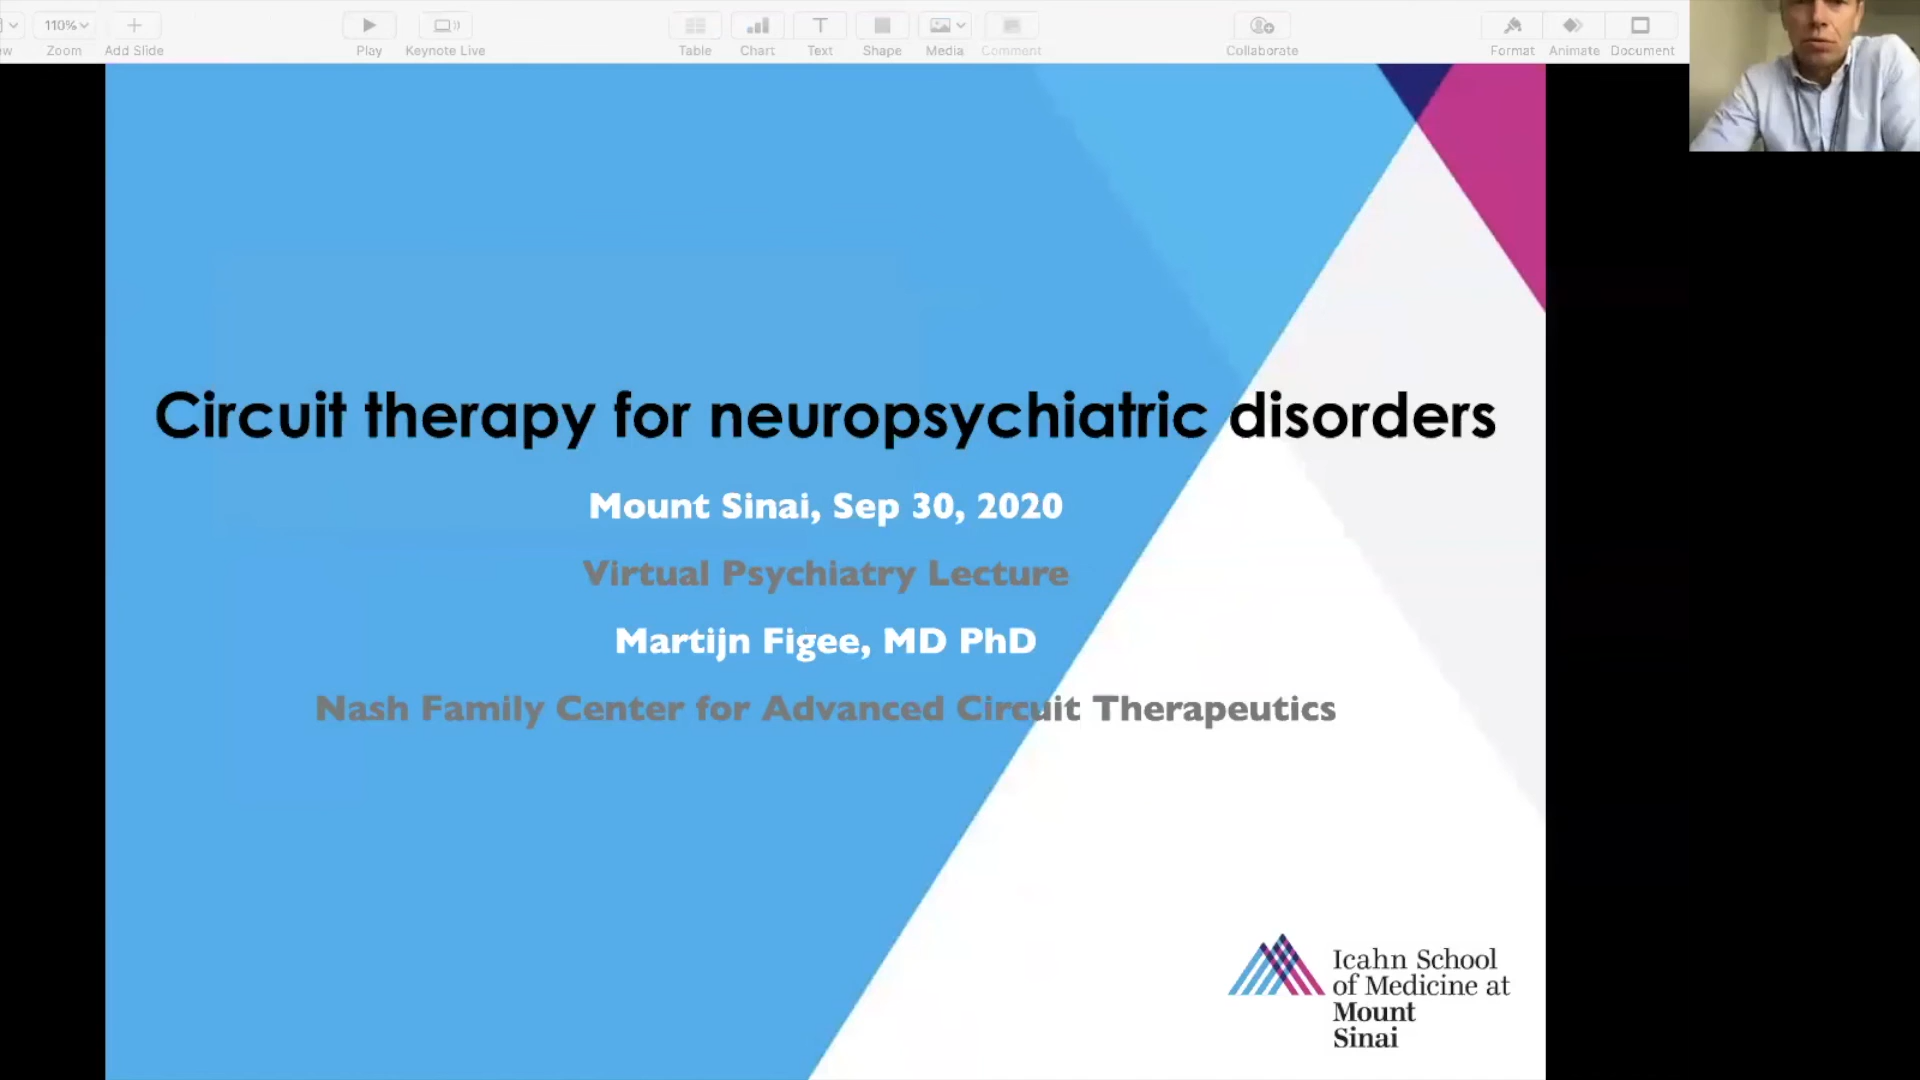 110%
Zoom
Add Slide
Play
Keynote Live
Table
Chart
Text
Shape
Media
Comment
Collaborate
Format
Animate
Document
Circuit therapy for neuropsychiatric disorders
Mount Sinai, Sep 30, 2020
Virtual Psychiatry Lecture
Martijn Figee, MD PhD
Nash Family Center for Advanced Circuit Therapeutics
Icahn School
of Medicine at
Mount
Sinai